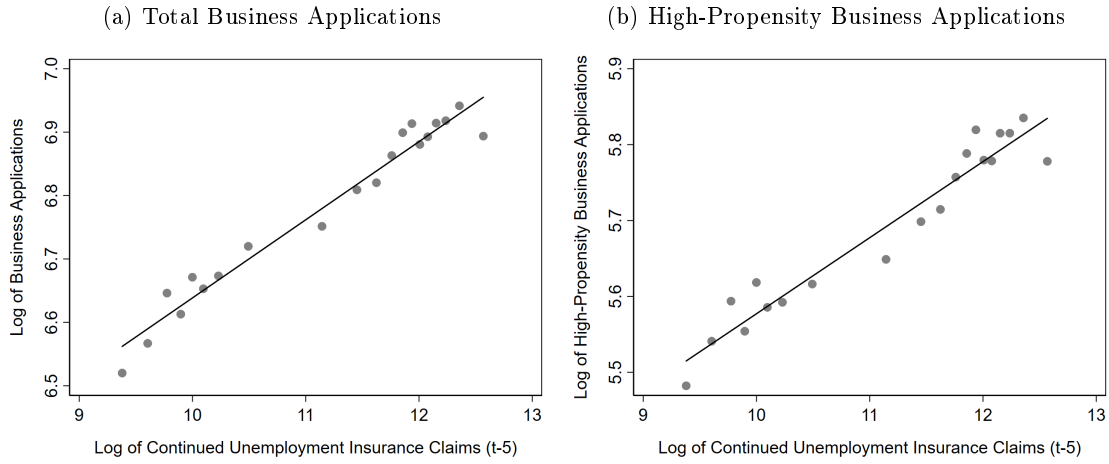 (a) Total Business Applications
Log of Business Applications
7.0
6.9
6.8
6.7
6.6
6.5
9 10 11 12 13
Log of Continued Unemployment Insurance Claims (t-5)
(b) High-Propensity Business Applications
Log of High-Propensity Business Applications
5.9
5.8
5.7
5.6
5.5
9 10 11 12 13
Log of Continued Unemployment Insurance Claims (t-5)